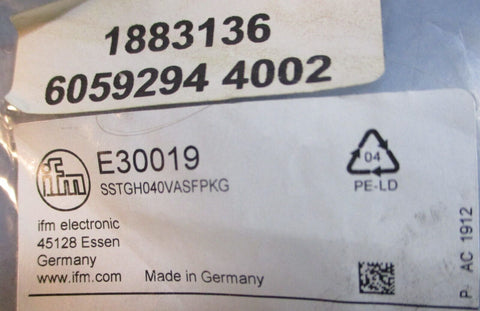 1883136
6059294 4002
ifm
E30019
SSTGH040VASFPKG
04
PE-LD
ifm electronic
45128 Essen
Germany
www.ifm.com Made in Germany
P AC 1912